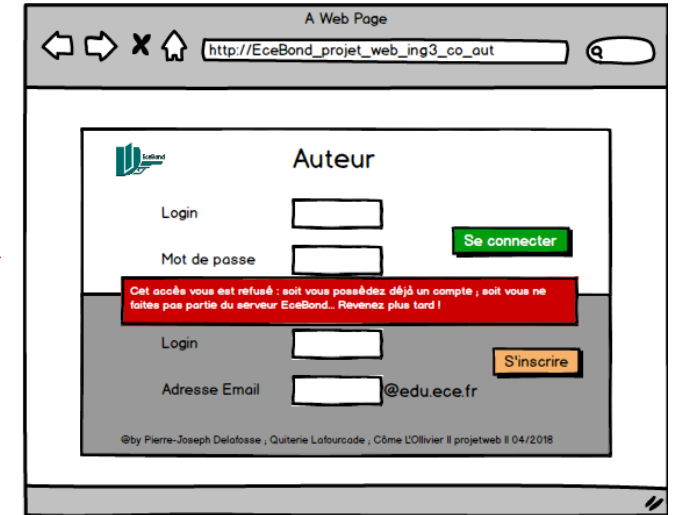 A Web Page
http://EceBond_projet_web_ing3_co_aut
EceBond
Auteur
Login
Se connecter
Mot de passe
Cet accès vous est refusé : soit vous possèdez déjà un compte ; soit vous ne
faites pas partie du serveur EceBond... Revenez plus tard !
Login
S'inscrire
Adresse Email
@edu.ece.fr
@by Pierre-Joseph Delafosse ; Quiterie Lafourcade ; Côme L'Ollivier II projetweb II 04/2018